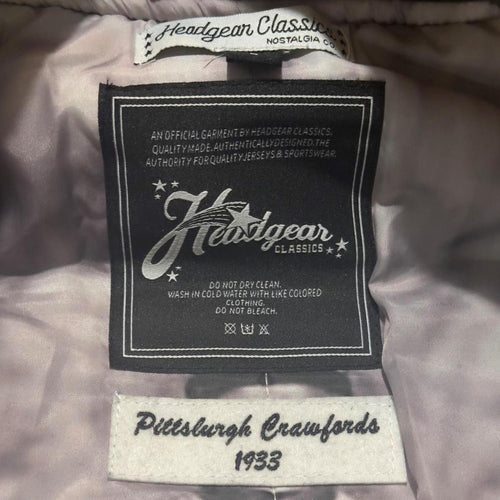 Headgear Classics
NOSTALGIA CO.
AN OFFICIAL GARMENT BY HEADGEAR CLASSICS.
QUALITY MADE. AUTHENTICALLY DESIGNED. THE
AUTHORITY FOR QUALITY JERSEYS & SPORTSWEAR.
Headgear
CLASSICS
DO NOT DRY CLEAN.
WASH IN COLD WATER WITH LIKE COLORED
CLOTHING.
DO NOT BLEACH.
Pittslurgh Crawfords
1933